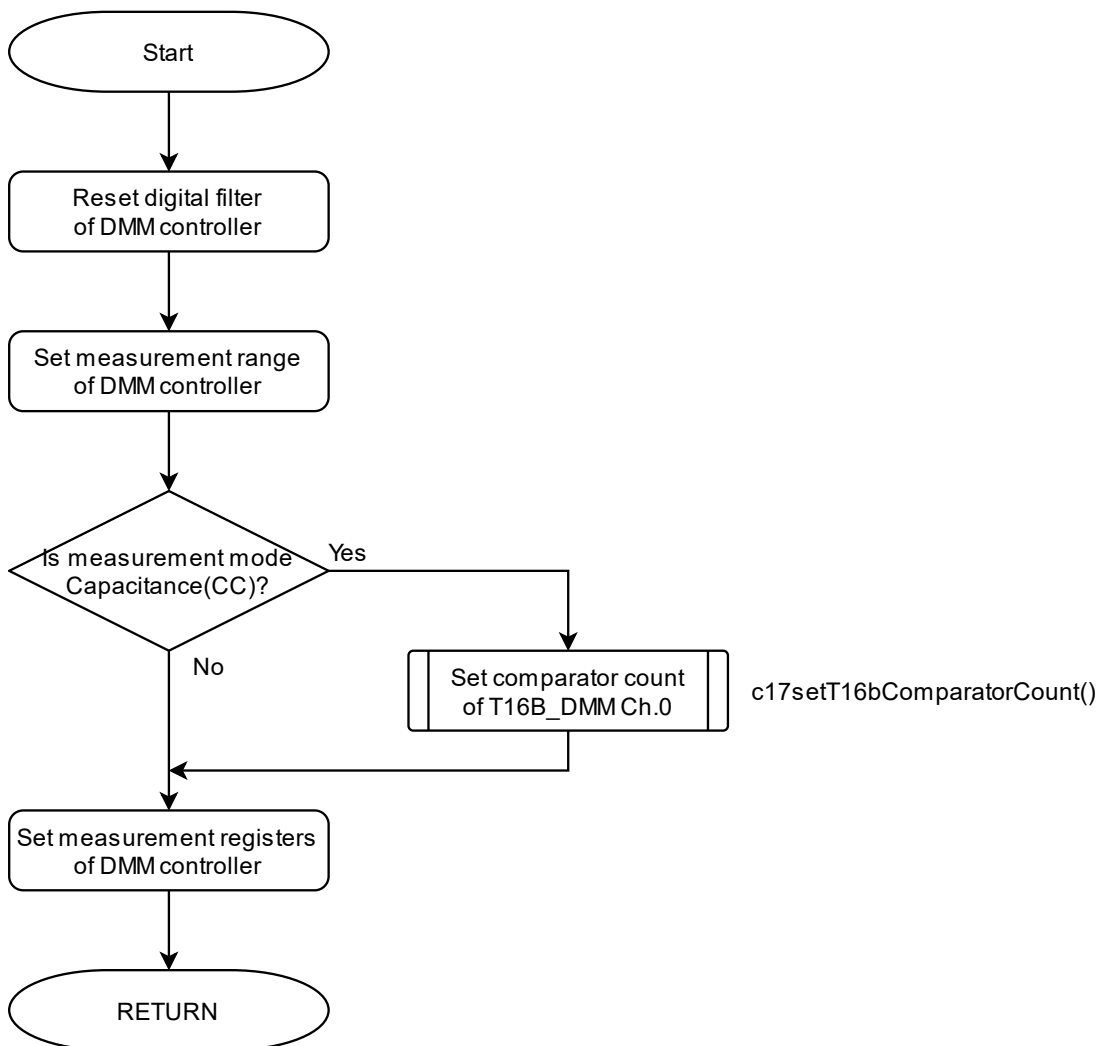 Start
Reset digital filter
of DMM controller
Set measurement range
of DMM controller
Is measurement mode
Capacitance(CC)?
Yes
No
Set comparator count
of T16B_DMM Ch.0
c17setT16bComparatorCount()
Set measurement registers
of DMM controller
RETURN